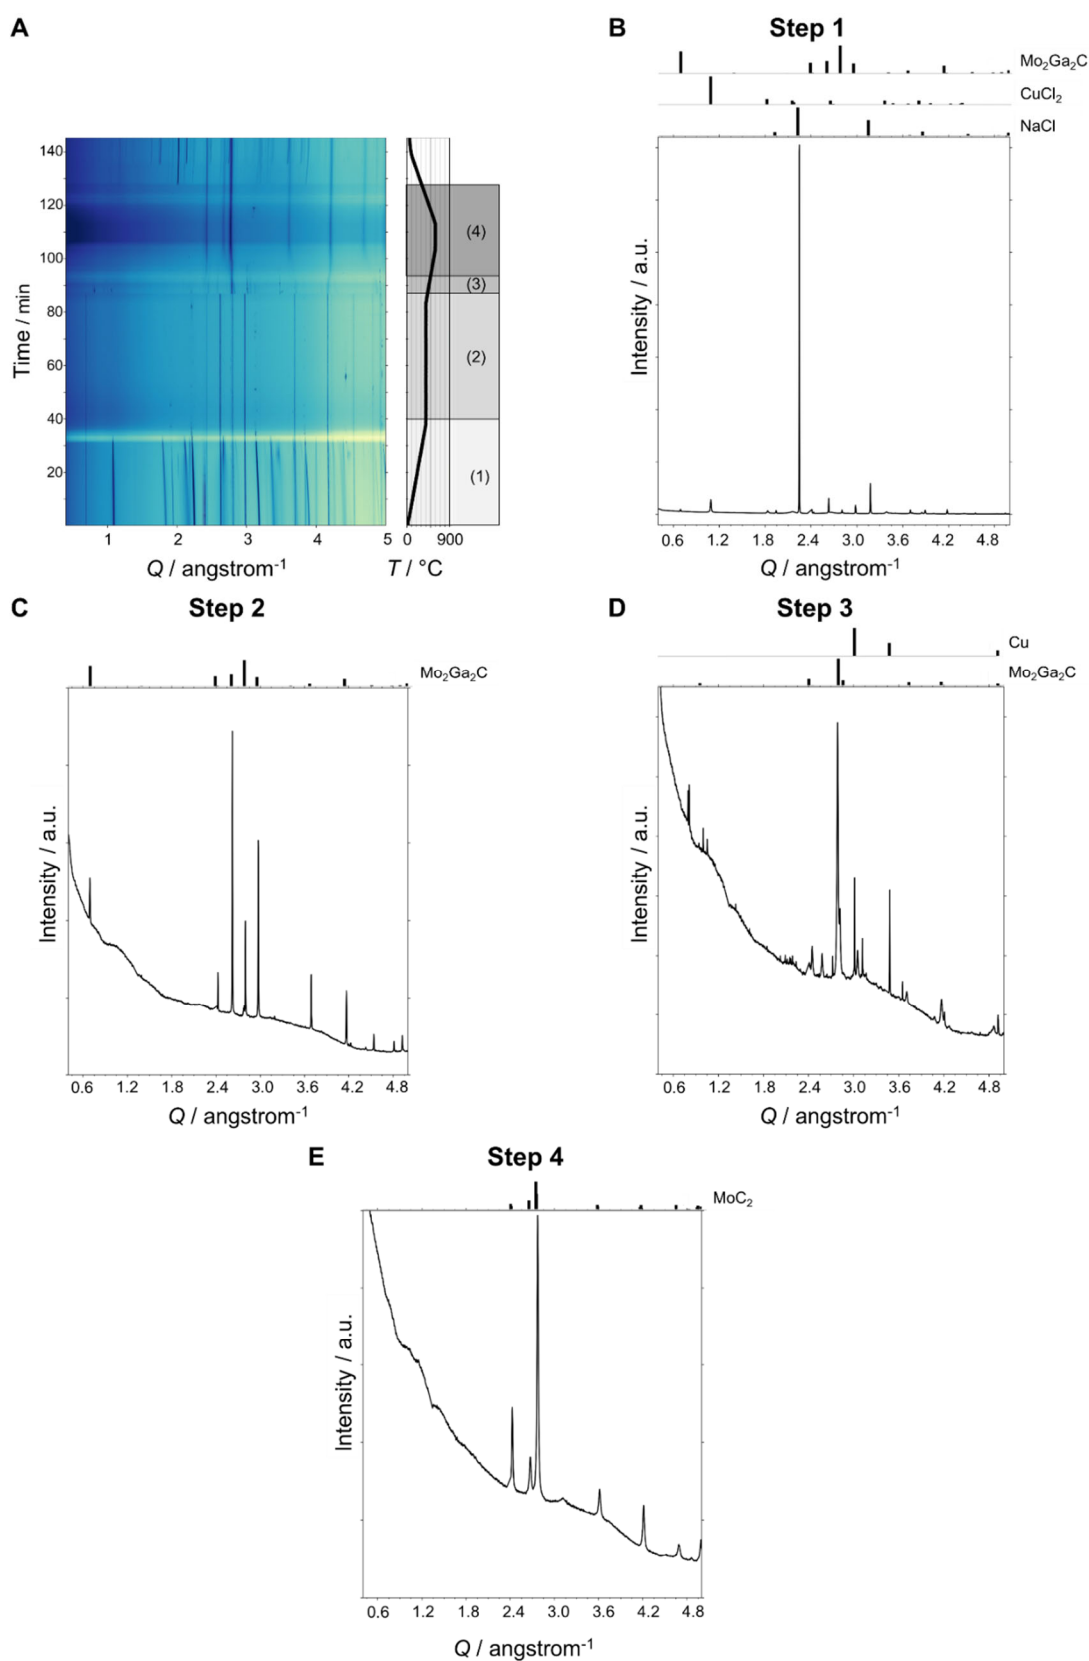 A
Time / min
140
120
100
80
60
40
20
1 2 3 4 5
Q / angstrom-1
(4)
(3)
(2)
(1)
0 900
T / °C
B
Step 1
Mo2Ga2C
CuCl2
NaCl
Intensity / a.u.
0.6 1.2 1.8 2.4 3.0 3.6 4.2 4.8
Q / angstrom-1
C
Step 2
Mo2Ga2C
Intensity / a.u.
0.6 1.2 1.8 2.4 3.0 3.6 4.2 4.8
Q / angstrom-1
D
Step 3
Cu
Mo2Ga2C
Intensity / a.u.
0.6 1.2 1.8 2.4 3.0 3.6 4.2 4.8
Q / angstrom-1
E
Step 4
MoC2
Intensity / a.u.
0.6 1.2 1.8 2.4 3.0 3.6 4.2 4.8
Q / angstrom-1